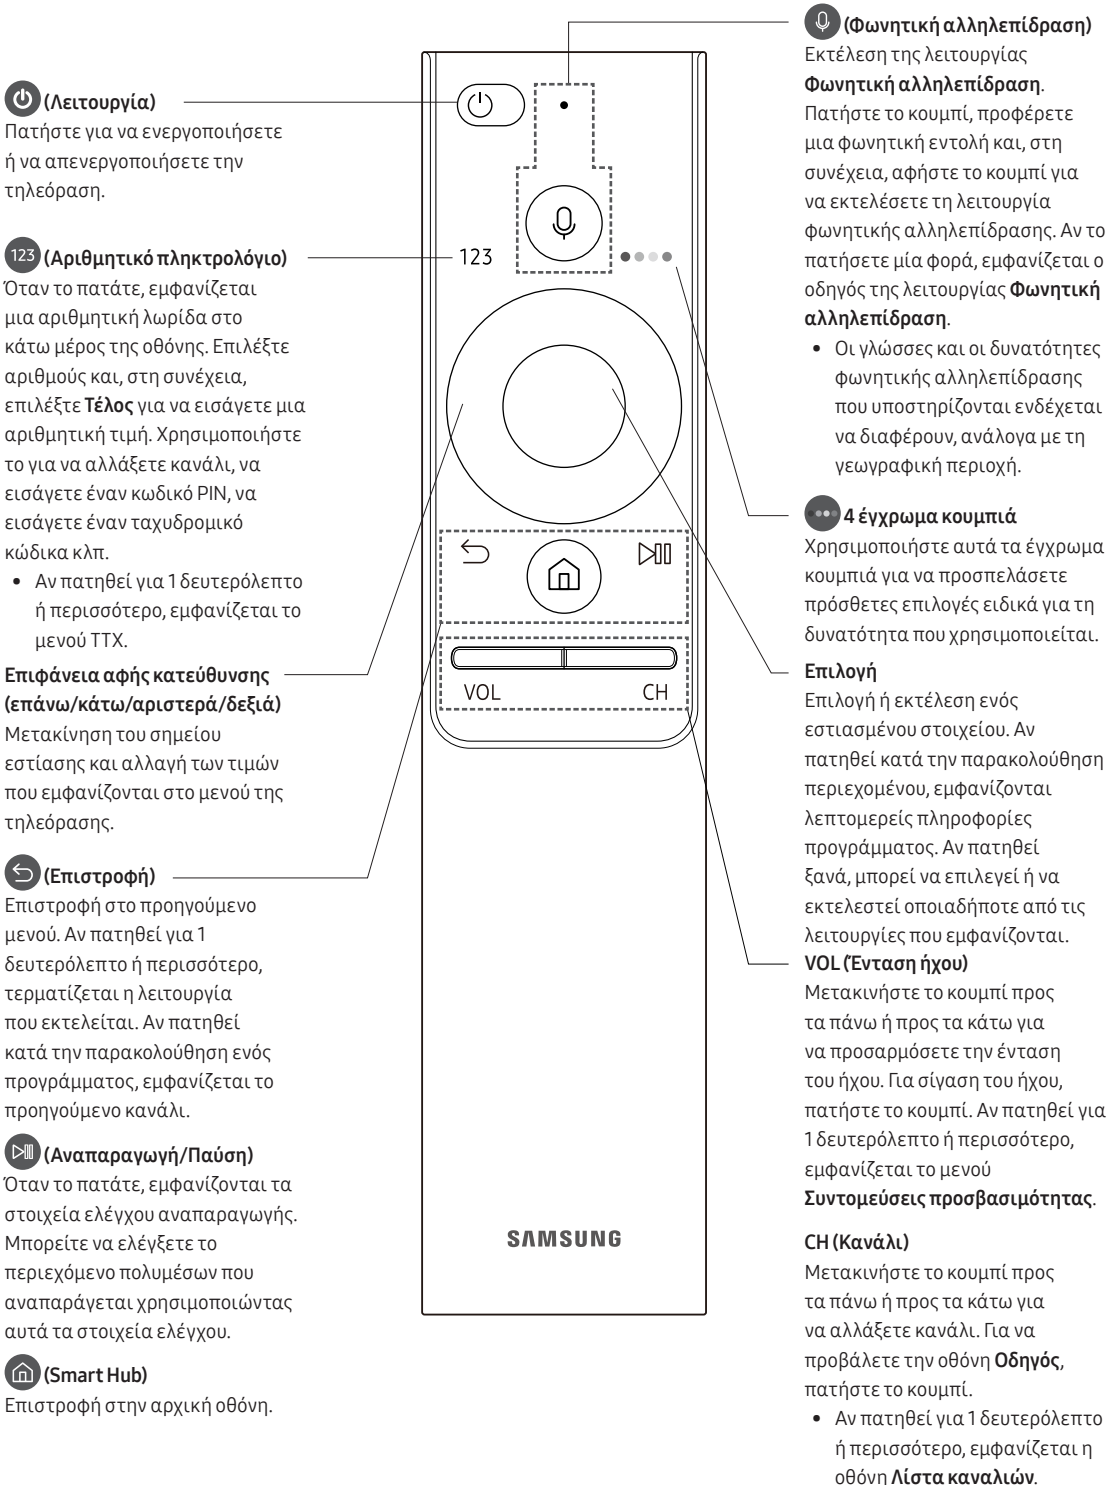 (Λειτουργία)
Πατήστε για να ενεργοποιήσετε
ή να απενεργοποιήσετε την
τηλεόραση.
123 (Αριθμητικό πληκτρολόγιο)
Όταν το πατάτε, εμφανίζεται
μια αριθμητική λωρίδα στο
κάτω μέρος της οθόνης. Επιλέξτε
αριθμούς και, στη συνέχεια,
επιλέξτε Τέλος για να εισάγετε μια
αριθμητική τιμή. Χρησιμοποιήστε
το για να αλλάξετε κανάλι, να
εισάγετε έναν κωδικό PIN, να
εισάγετε έναν ταχυδρομικό
κώδικα κλπ.
• Αν πατηθεί για 1 δευτερόλεπτο
ή περισσότερο, εμφανίζεται το
μενού TTX.
Επιφάνεια αφής κατεύθυνσης
(επάνω/κάτω/αριστερά/δεξιά)
Μετακίνηση του σημείου
εστίασης και αλλαγή των τιμών
που εμφανίζονται στο μενού της
τηλεόρασης.
(Επιστροφή)
Επιστροφή στο προηγούμενο
μενού. Αν πατηθεί για 1
δευτερόλεπτο ή περισσότερο,
τερματίζεται η λειτουργία
που εκτελείται. Αν πατηθεί
κατά την παρακολούθηση ενός
προγράμματος, εμφανίζεται το
προηγούμενο κανάλι.
(Αναπαραγωγή/Παύση)
Όταν το πατάτε, εμφανίζονται τα
στοιχεία ελέγχου αναπαραγωγής.
Μπορείτε να ελέγξετε το
περιεχόμενο πολυμέσων που
αναπαράγεται χρησιμοποιώντας
αυτά τα στοιχεία ελέγχου.
(Smart Hub)
Επιστροφή στην αρχική οθόνη.
123
VOL
CH
SAMSUNG
(Φωνητική αλληλεπίδραση)
Εκτέλεση της λειτουργίας
Φωνητική αλληλεπίδραση.
Πατήστε το κουμπί, προφέρετε
μια φωνητική εντολή και, στη
συνέχεια, αφήστε το κουμπί για
να εκτελέσετε τη λειτουργία
φωνητικής αλληλεπίδρασης. Αν το
πατήσετε μία φορά, εμφανίζεται ο
οδηγός της λειτουργίας Φωνητική
αλληλεπίδραση.
• Οι γλώσσες και οι δυνατότητες
φωνητικής αλληλεπίδρασης
που υποστηρίζονται ενδέχεται
να διαφέρουν, ανάλογα με τη
γεωγραφική περιοχή.
4 έγχρωμα κουμπιά
Χρησιμοποιήστε αυτά τα έγχρωμα
κουμπιά για να προσπελάσετε
πρόσθετες επιλογές ειδικά για τη
δυνατότητα που χρησιμοποιείται.
Επιλογή
Επιλογή ή εκτέλεση ενός
εστιασμένου στοιχείου. Αν
πατηθεί κατά την παρακολούθηση
περιεχομένου, εμφανίζονται
λεπτομερείς πληροφορίες
προγράμματος. Αν πατηθεί
ξανά, μπορεί να επιλεγεί ή να
εκτελεστεί οποιαδήποτε από τις
λειτουργίες που εμφανίζονται.
VOL (Ένταση ήχου)
Μετακινήστε το κουμπί προς
τα πάνω ή προς τα κάτω για
να προσαρμόσετε την ένταση
του ήχου. Για σίγαση του ήχου,
πατήστε το κουμπί. Αν πατηθεί για
1 δευτερόλεπτο ή περισσότερο,
εμφανίζεται το μενού
Συντομεύσεις προσβασιμότητας.
CH (Κανάλι)
Μετακινήστε το κουμπί προς
τα πάνω ή προς τα κάτω για
να αλλάξετε κανάλι. Για να
προβάλετε την οθόνη Οδηγός,
πατήστε το κουμπί.
• Αν πατηθεί για 1 δευτερόλεπτο
ή περισσότερο, εμφανίζεται η
οθόνη Λίστα καναλιών.